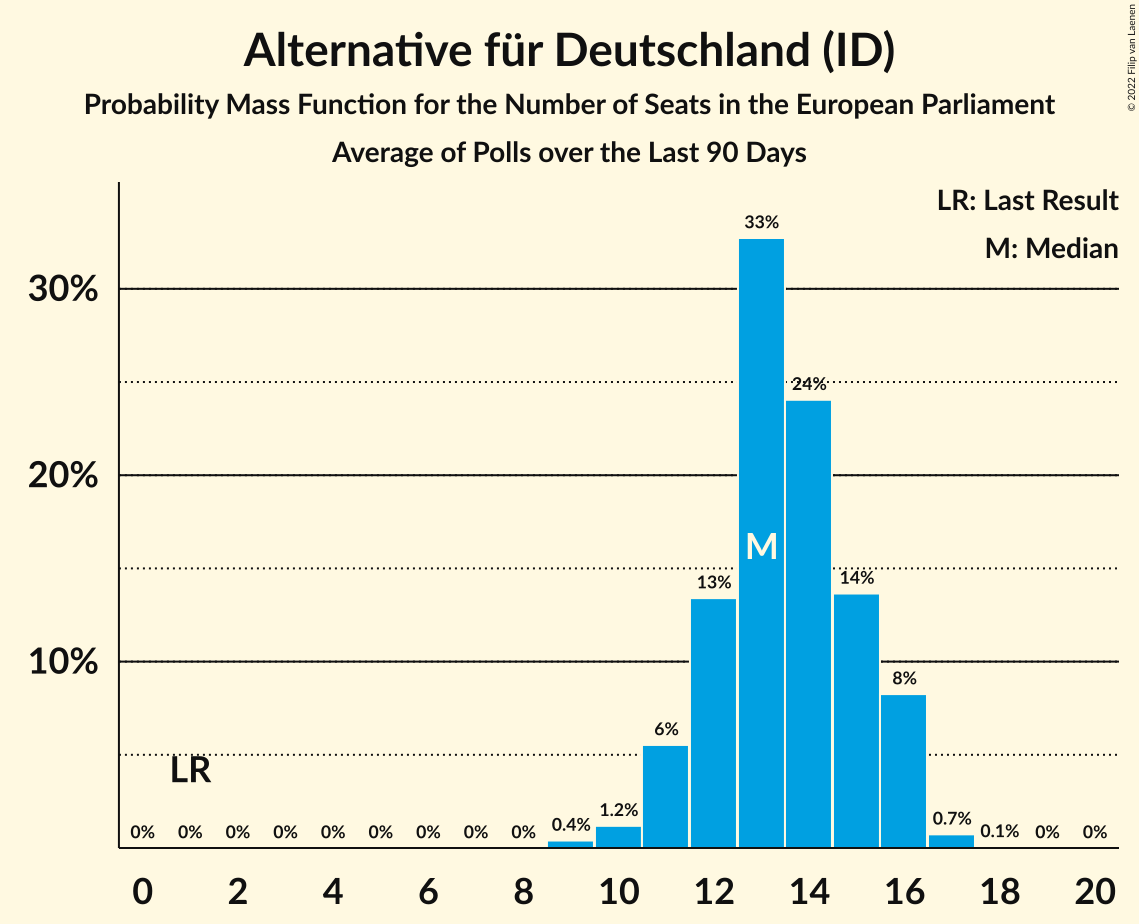 © 2022 Filip van Laenen
Alternative für Deutschland (ID)
Probability Mass Function for the Number of Seats in the European Parliament
Average of Polls over the Last 90 Days
LR: Last Result
M: Median
33%
30%
24%
20%
M
13% 14%
10%
8%
6%
LR
0% 0% 0% 0% 0% 0% 0% 0% 0% 0.4% 1.2% 0.7% 0.1% 0% 0%
0 2 4 6 8 10 12 14 16 18 20